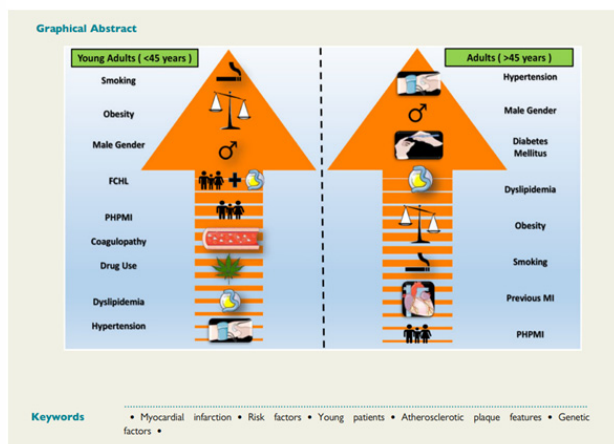 Graphical Abstract
Young Adults ( <45 years )
Smoking
Obesity
Male Gender
FCHL
PHPMI
Coagulopathy
Drug Use
Dyslipidemia
Hypertension
Adults ( >45 years )
Hypertension
Male Gender
Diabetes
Mellitus
Dyslipidemia
Obesity
Smoking
Previous MI
PHPMI
Keywords • Myocardial infarction • Risk factors • Young patients • Atherosclerotic plaque features • Genetic
factors •